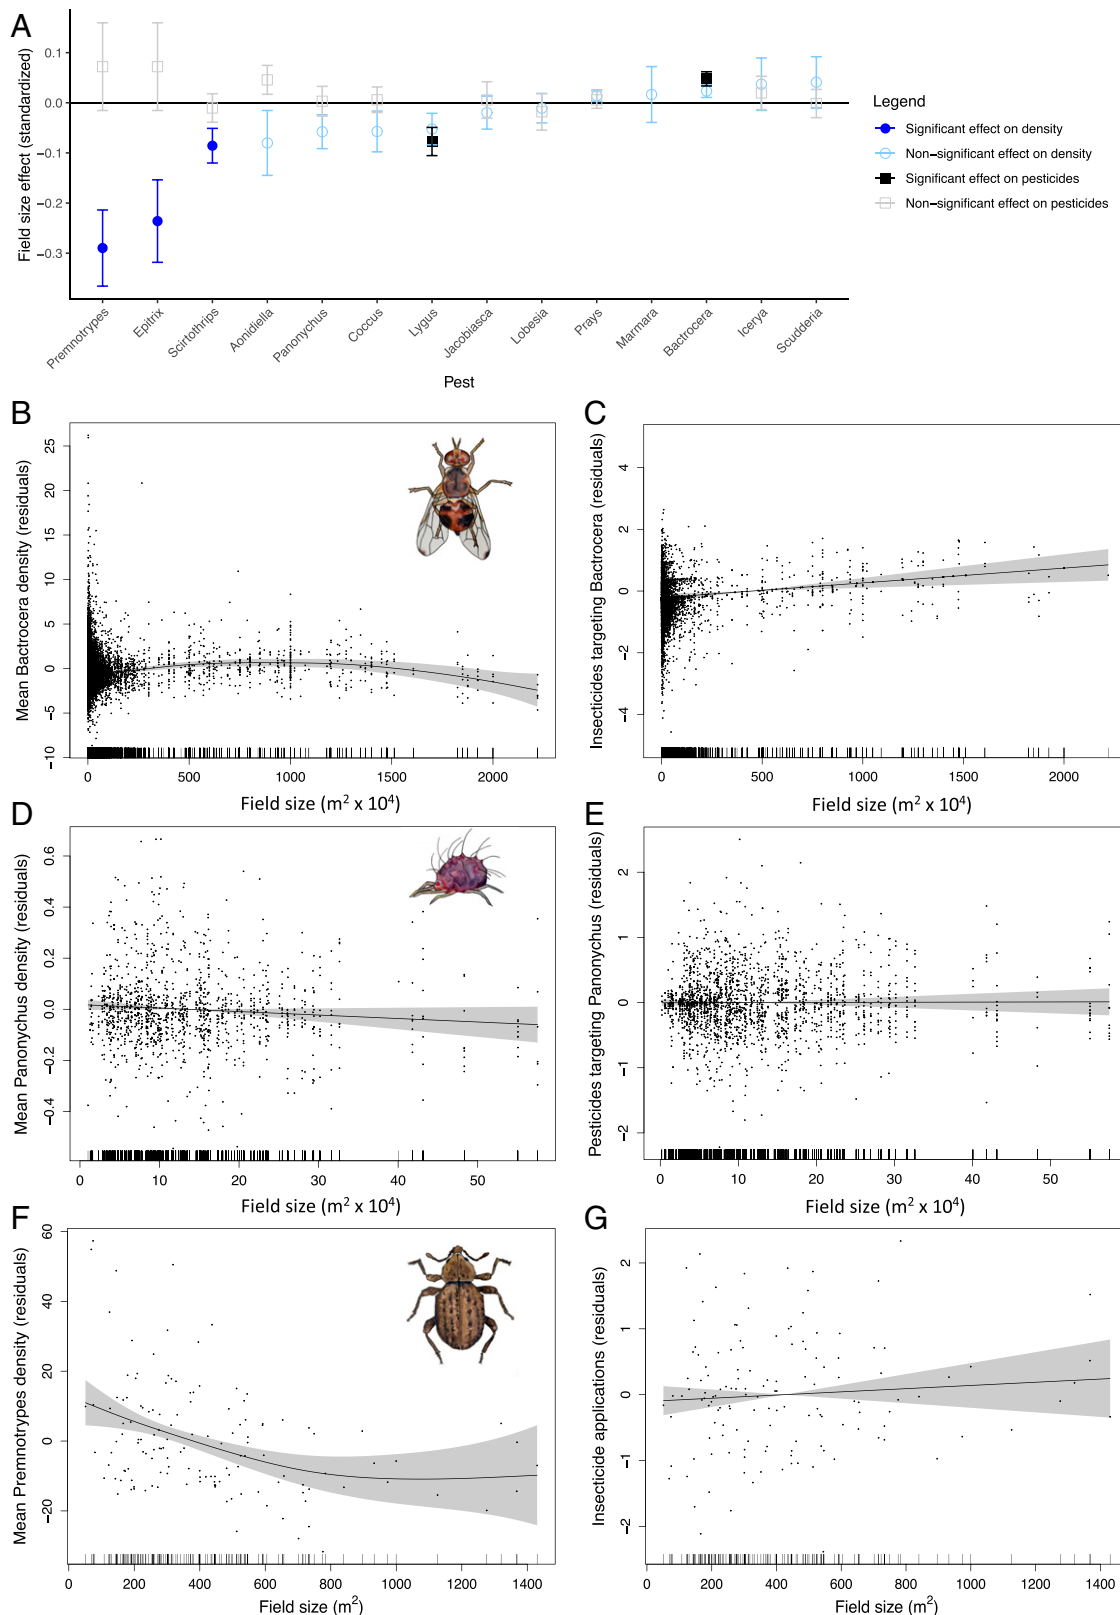 A
Field size effect (standardized)
0.1
0.0
−0.1
−0.2
−0.3
Premnotrypes
Epitrix
Scirtothrips
Aonidiella
Panonychus
Coccus
Lygus
Jacobiasca
Lobesia
Prays
Marmara
Bactrocera
Icerya
Scudderia
Pest
Legend
Significant effect on density
Non−significant effect on density
Significant effect on pesticides
Non−significant effect on pesticides
B
Mean Bactrocera density (residuals)
25
20
15
10
5
0
−5
−10
0 500 1000 1500 2000
Field size (m² x 10⁴)
C
Insecticides targeting Bactrocera (residuals)
4
2
0
−2
−4
0 500 1000 1500 2000
Field size (m² x 10⁴)
D
Mean Panonychus density (residuals)
0.6
0.4
0.2
0.0
−0.2
−0.4
0 10 20 30 40 50
Field size (m² x 10⁴)
E
Pesticides targeting Panonychus (residuals)
2
1
0
−1
−2
0 10 20 30 40 50
Field size (m² x 10⁴)
F
Mean Premnotrypes density (residuals)
60
40
20
0
−20
0 200 400 600 800 1000 1200 1400
Field size (m²)
G
Insecticide applications (residuals)
2
1
0
−1
−2
0 200 400 600 800 1000 1200 1400
Field size (m²)